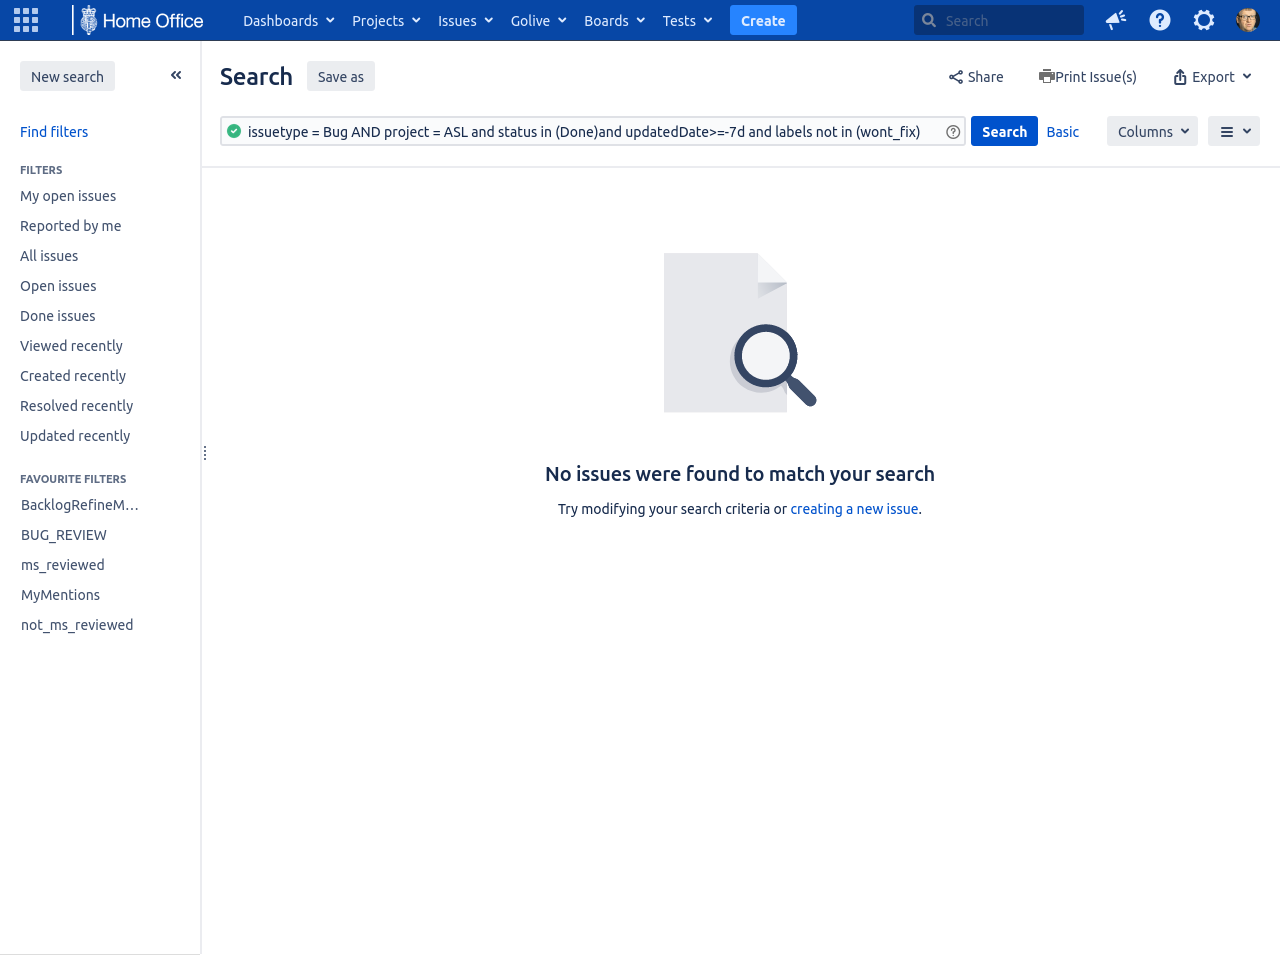 Home Office Dashboards Projects Issues Golive Boards Tests Create Search
New search
Search Save as Share Print Issue(s) Export
Find filters
issuetype = Bug AND project = ASL and status in (Done)and updatedDate>=-7d and labels not in (wont_fix) Search Basic Columns
FILTERS
My open issues
Reported by me
All issues
Open issues
Done issues
Viewed recently
Created recently
Resolved recently
Updated recently
FAVOURITE FILTERS
BacklogRefineM…
BUG_REVIEW
ms_reviewed
MyMentions
not_ms_reviewed
No issues were found to match your search
Try modifying your search criteria or creating a new issue.